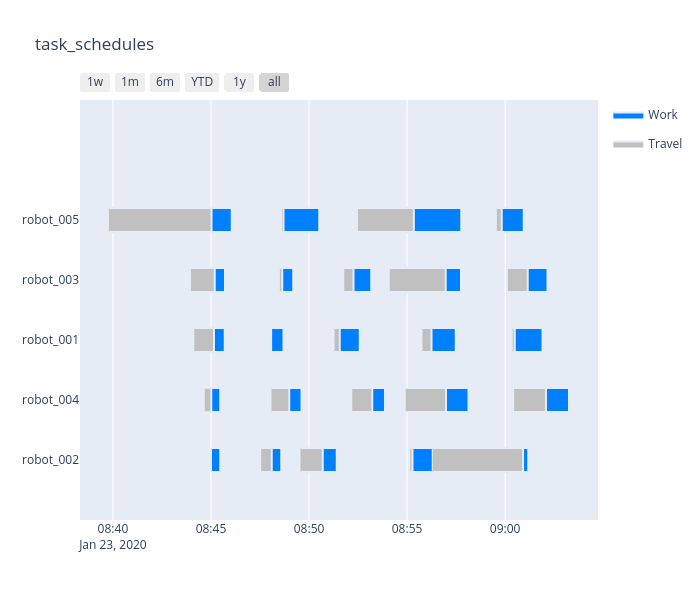 task_schedules
1w 1m 6m YTD 1y all
Work
Travel
robot_005
robot_003
robot_001
robot_004
robot_002
08:40 08:45 08:50 08:55 09:00
Jan 23, 2020